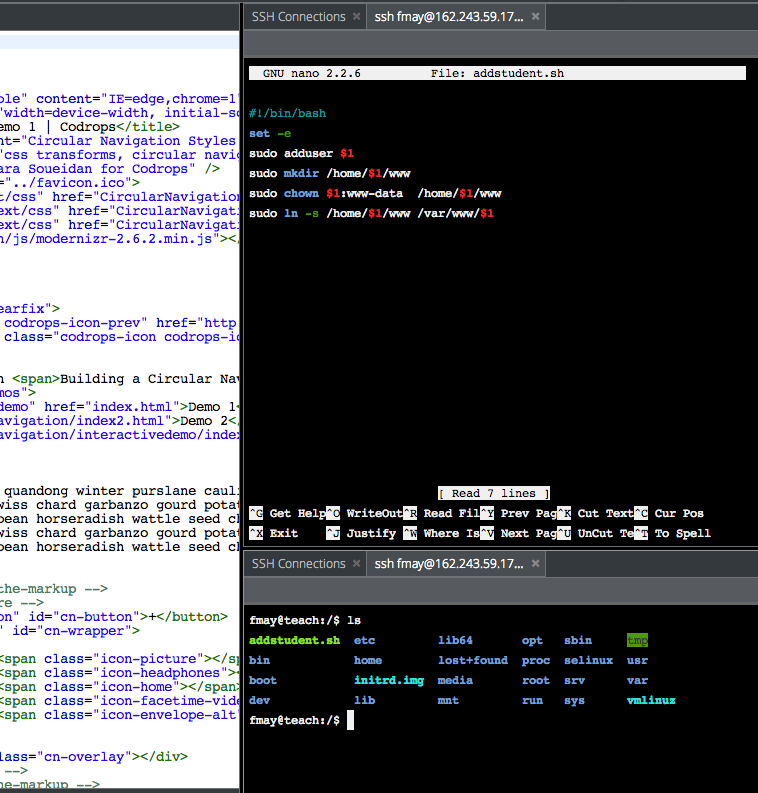 ole" content="IE=edge,chrome=1"
"width=device-width, initial-sc
emo 1 | Codrops</title>
nt="Circular Navigation Styles
"css transforms, circular navic
ara Soueidan for Codrops" />
="../favicon.ico">
t/css" href="CircularNavigation
ext/css" href="CircularNavigati
ext/css" href="CircularNavigati
n/js/modernizr-2.6.2.min.js"></
earfix">
codrops-icon-prev" href="http
class="codrops-icon codrops-ic
n <span>Building a Circular Nav
mos">
demo" href="index.html">Demo 1<
avigation/index2.html">Demo 2</
avigation/interactivedemo/index
quandong winter purslane cauli
wiss chard garbanzo gourd potat
bean horseradish wattle seed ch
wiss chard garbanzo gourd potat
bean horseradish wattle seed ch
the-markup -->
re -->
on" id="cn-button">+</button>
" id="cn-wrapper">
<span class="icon-picture"></sp
<span class="icon-headphones"><
<span class="icon-home"></span>
<span class="icon-facetime-vide
<span class="icon-envelope-alt"
lass="cn-overlay"></div>
-->
he-markup -->
SSH Connections × ssh fmay@162.243.59.17... ×
GNU nano 2.2.6 File: addstudent.sh
#!/bin/bash
set -e
sudo adduser $1
sudo mkdir /home/$1/www
sudo chown $1:www-data /home/$1/www
sudo ln -s /home/$1/www /var/www/$1
[ Read 7 lines ]
^G Get Help^O WriteOut^R Read Fil^Y Prev Pag^K Cut Text^C Cur Pos
^X Exit ^J Justify ^W Where Is^V Next Pag^U UnCut Te^T To Spell
SSH Connections × ssh fmay@162.243.59.17... ×
fmay@teach:/$ ls
addstudent.sh etc lib64 opt sbin tmp
bin home lost+found proc selinux usr
boot initrd.img media root srv var
dev lib mnt run sys vmlinuz
fmay@teach:/$